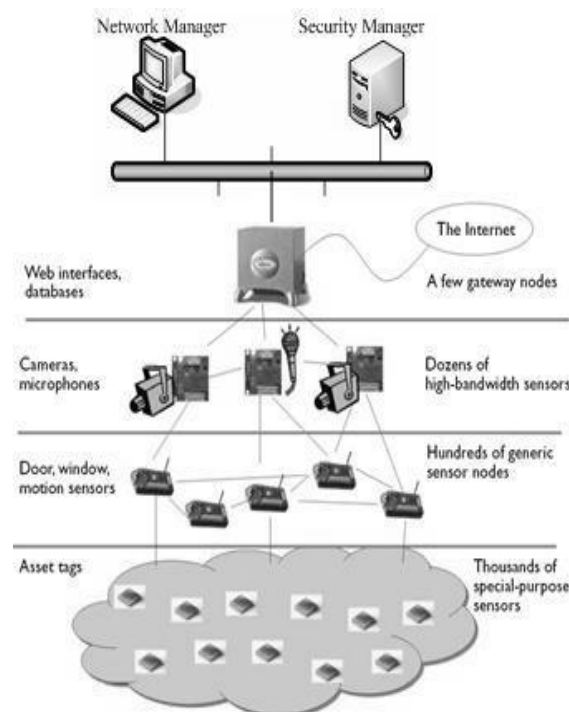 Network Manager
Security Manager
The Internet
Web interfaces,
databases
A few gateway nodes
Cameras,
microphones
Dozens of
high-bandwidth sensors
Door, window,
motion sensors
Hundreds of generic
sensor nodes
Asset tags
Thousands of
special-purpose
sensors